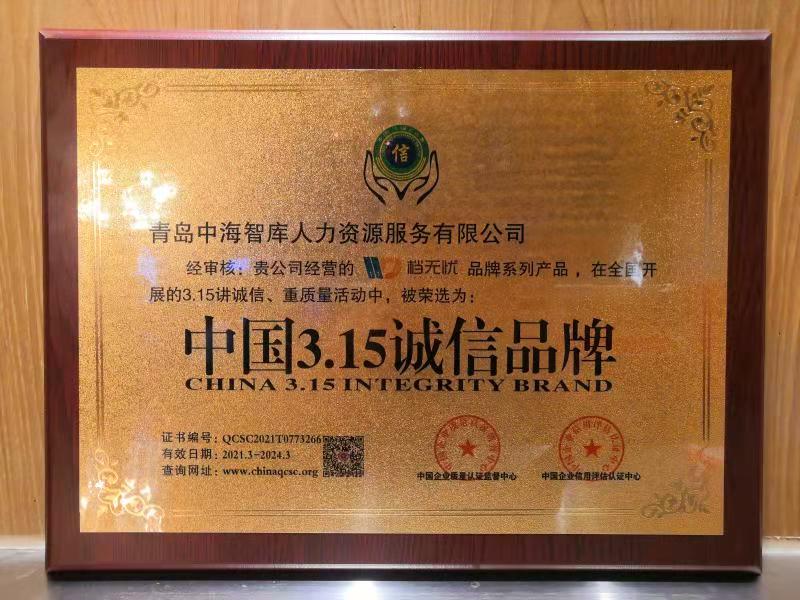 信
青岛中海智库人力资源服务有限公司
经审核：贵公司经营的 档无忧 品牌系列产品，在全国开
展的3.15讲诚信、重质量活动中，被荣选为：
中国3.15诚信品牌
CHINA 3.15 INTEGRITY BRAND
证书编号：QCSC2021T0773266
有效日期：2021.3-2024.3
查询网址：www.chinaqcsc.org
中国企业质量认证监督中心
中国企业信用评估认证中心